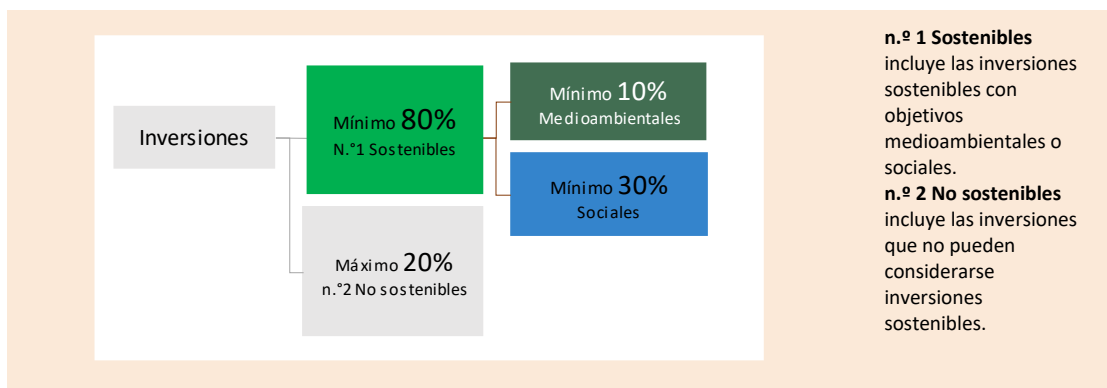 Inversiones
Mínimo 80%
N.°1 Sostenibles
Máximo 20%
n.°2 No sostenibles
Mínimo 10%
Medioambientales
Mínimo 30%
Sociales
n.º 1 Sostenibles
incluye las inversiones
sostenibles con
objetivos
medioambientales o
sociales.
n.º 2 No sostenibles
incluye las inversiones
que no pueden
considerarse
inversiones
sostenibles.